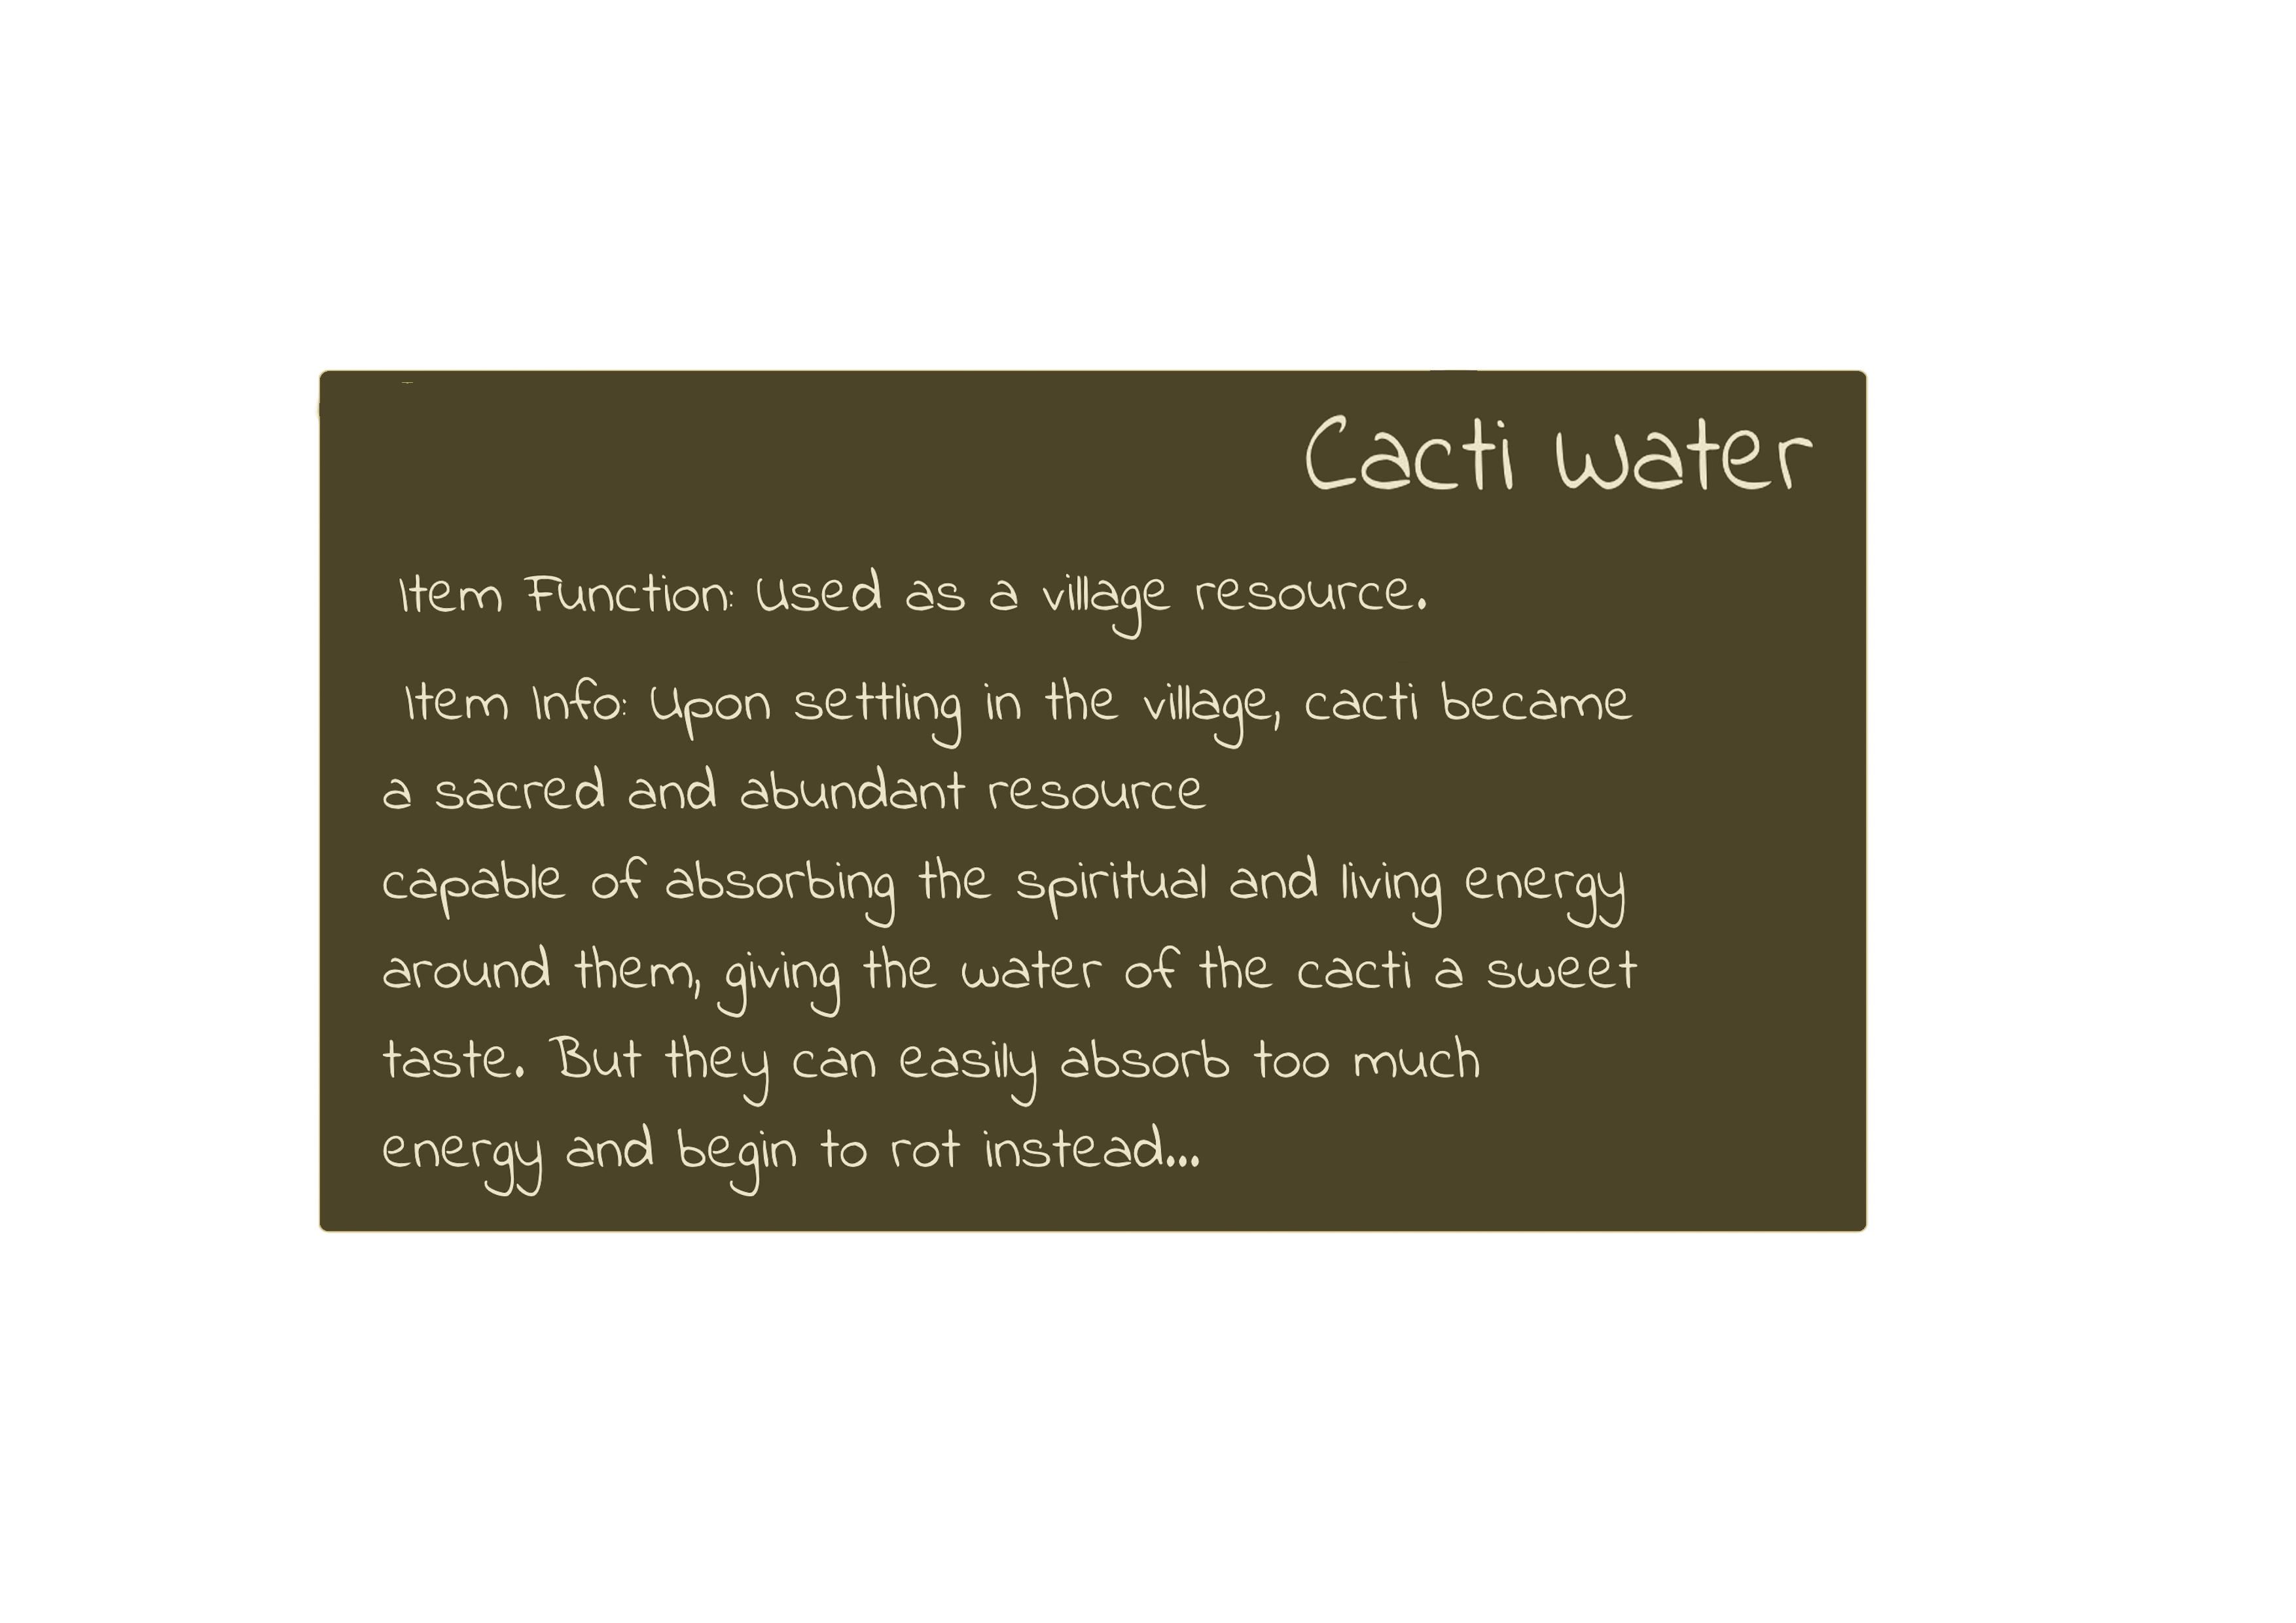 Cacti Water
Item Function: Used as a village resource.
Item Info: Upon settling in the village, cacti became
a sacred and abundant resource
capable of absorbing the spiritual and living energy
around them, giving the water of the cacti a sweet
taste. But they can easily absorb too much
energy and begin to rot instead...